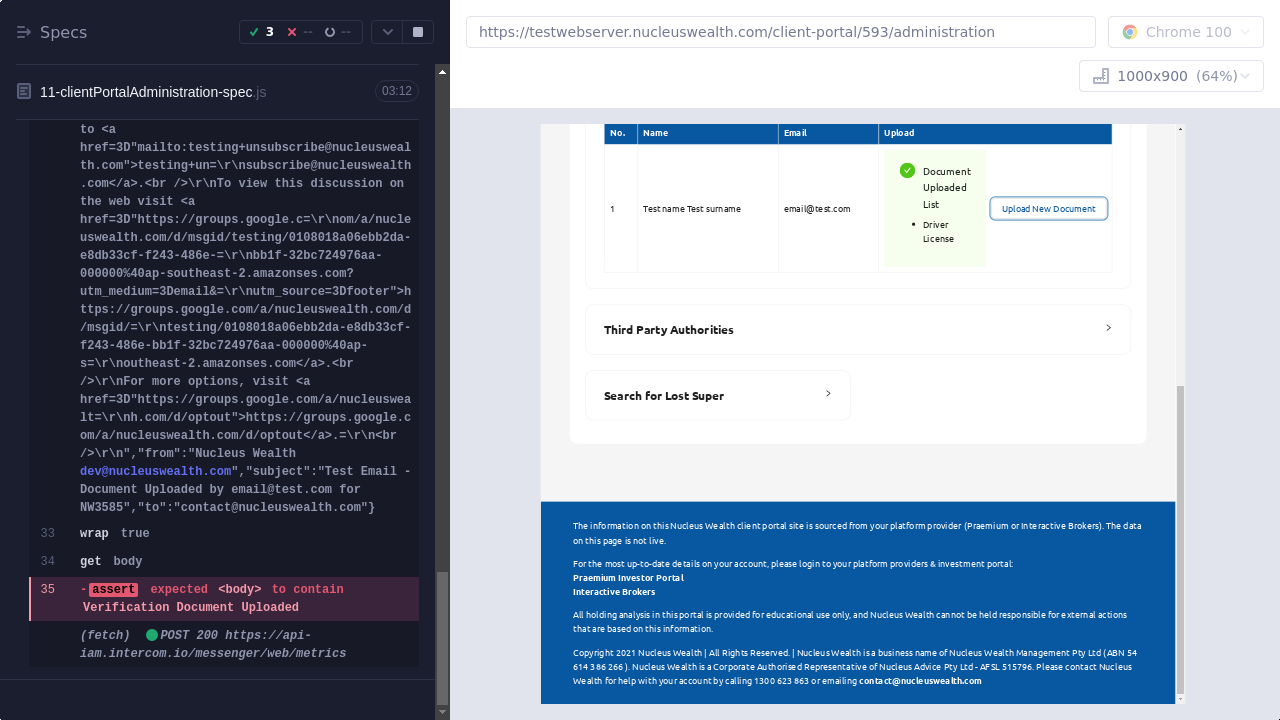 Specs
3
--
--
11-clientPortalAdministration-spec.js
03:12
to <a
href=3D"mailto:testing+unsubscribe@nucleusweal
th.com">testing+un=\r\nsubscribe@nucleuswealth
.com</a>.<br />\r\nTo view this discussion on
the web visit <a
href=3D"https://groups.google.=\r\ncom/a/nucle
uswealth.com/d/msgid/testing/0108018a06ebb2da-
e8db33cf-f243-486e-=\r\nbb1f-32bc724976aa-
000000%40ap-southeast-2.amazonses.com?
utm_medium=3Demail&=\r\nutm_source=3Dfooter">h
ttps://groups.google.com/a/nucleuswealth.com/d
/msgid/=\r\ntesting/0108018a06ebb2da-e8db33cf-
f243-486e-bb1f-32bc724976aa-000000%40ap-
s=\r\noutheast-2.amazonses.com</a>.<br
/>\r\nFor more options, visit <a
href=3D"https://groups.google.com/a/nucleuswea
lt=\r\nh.com/d/optout">https://groups.google.c
om/a/nucleuswealth.com/d/optout</a>.=\r\n<br
/>\r\n","from":"Nucleus Wealth
dev@nucleuswealth.com","subject":"Test Email -
Document Uploaded by email@test.com for
NW3585","to":"contact@nucleuswealth.com"}
33 wrap true
34 get body
35 -assert expected <body> to contain
Verification Document Uploaded
(fetch) POST 200 https://api-
iam.intercom.io/messenger/web/metrics
https://testwebserver.nucleuswealth.com/client-portal/593/administration
Chrome 100
1000x900 (64%)
No. Name Email Upload
1 Test name Test surname email@test.com
Document
Uploaded
List
Driver
License
Upload New Document
Third Party Authorities
Search for Lost Super
The information on this Nucleus Wealth client portal site is sourced from your platform provider (Praemium or Interactive Brokers). The data
on this page is not live.
For the most up-to-date details on your account, please login to your platform providers & investment portal:
Praemium Investor Portal
Interactive Brokers
All holding analysis in this portal is provided for educational use only, and Nucleus Wealth cannot be held responsible for external actions
that are based on this information.
Copyright 2021 Nucleus Wealth | All Rights Reserved. | Nucleus Wealth is a business name of Nucleus Wealth Management Pty Ltd (ABN 54
614 386 266 ). Nucleus Wealth is a Corporate Authorised Representative of Nucleus Advice Pty Ltd - AFSL 515796. Please contact Nucleus
Wealth for help with your account by calling 1300 623 863 or emailing contact@nucleuswealth.com